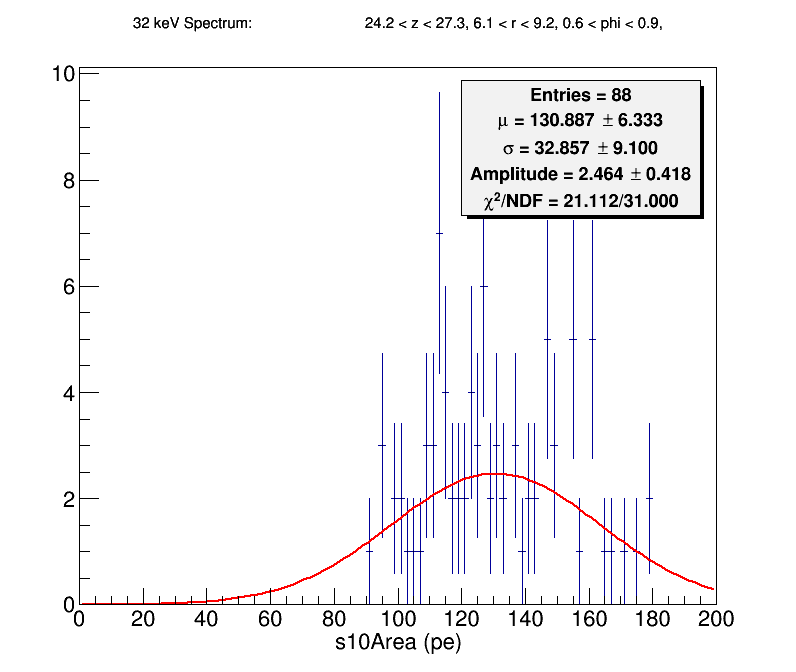 32 keV Spectrum: 24.2 < z < 27.3, 6.1 < r < 9.2, 0.6 < phi < 0.9,
Entries = 88
μ = 130.887 ± 6.333
σ = 32.857 ± 9.100
Amplitude = 2.464 ± 0.418
χ²/NDF = 21.112/31.000
10
8
6
4
2
0
0 20 40 60 80 100 120 140 160 180 200
s10Area (pe)